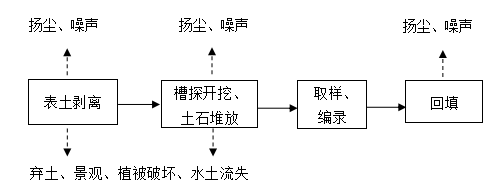 扬尘、噪声
扬尘、噪声
扬尘、噪声
表土剥离
槽探开挖、
土石堆放
取样、
编录
回填
弃土、景观、植被破坏、水土流失